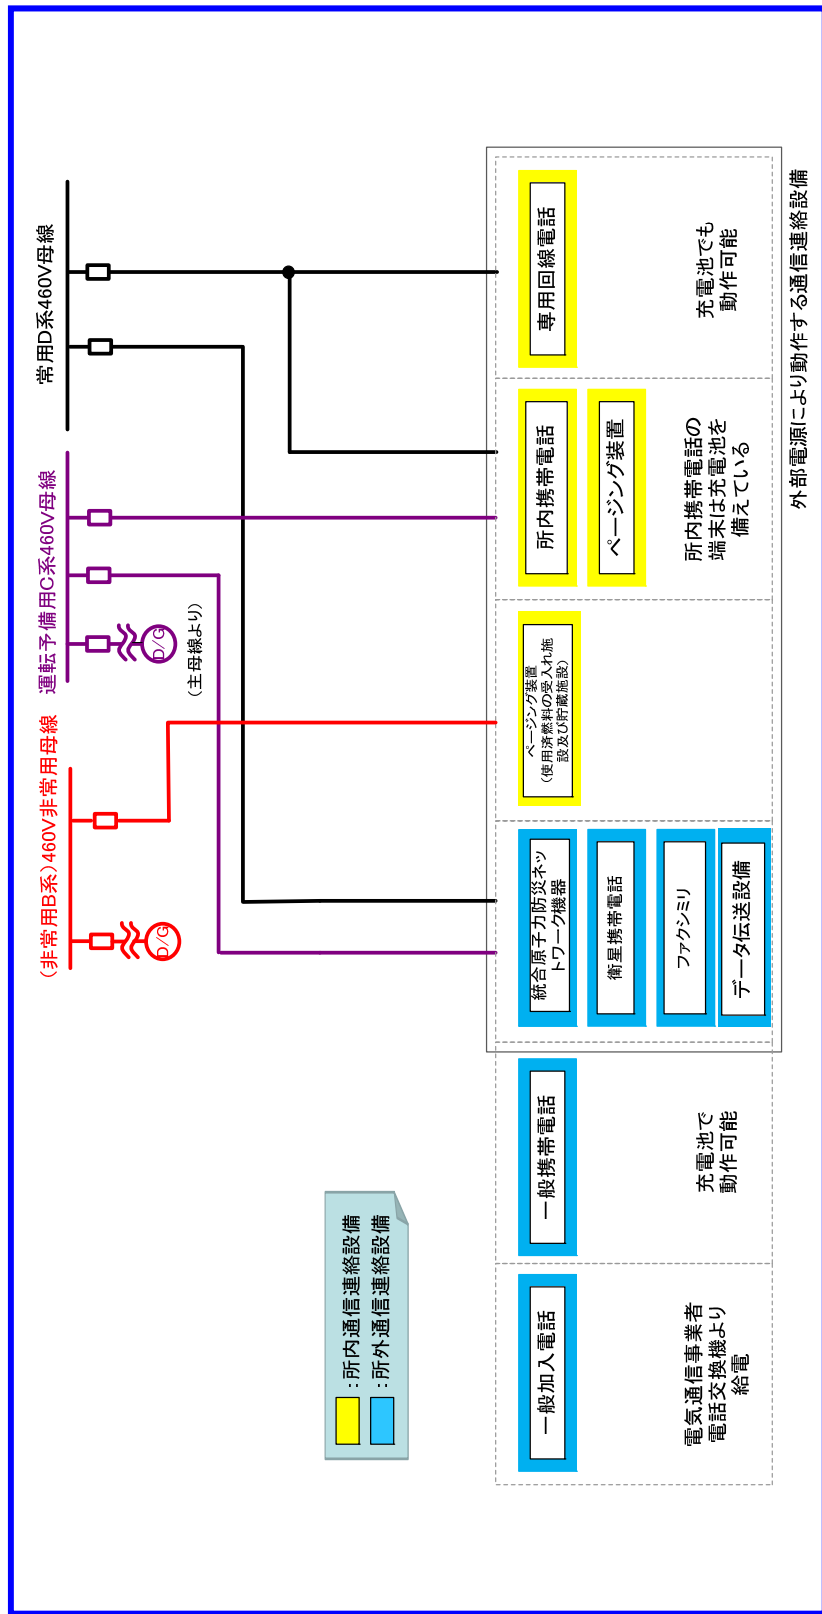 (非常用B系)460V非常用母線
運転予備用C系460V母線
常用D系460V母線
D/G
D/G
(主母線より)
:所内通信連絡設備
:所外通信連絡設備
一般加入電話
電気通信事業者
電話交換機より
給電
一般携帯電話
充電池で
動作可能
統合原子力防災ネッ
トワーク機器
衛星携帯電話
ファクシミリ
データ伝送設備
ページング装置
(使用済燃料の受入れ施
設及び貯蔵施設)
所内携帯電話
ページング装置
所内携帯電話の
端末は充電池を
備えている
専用回線電話
充電池でも
動作可能
外部電源により動作する通信連絡設備